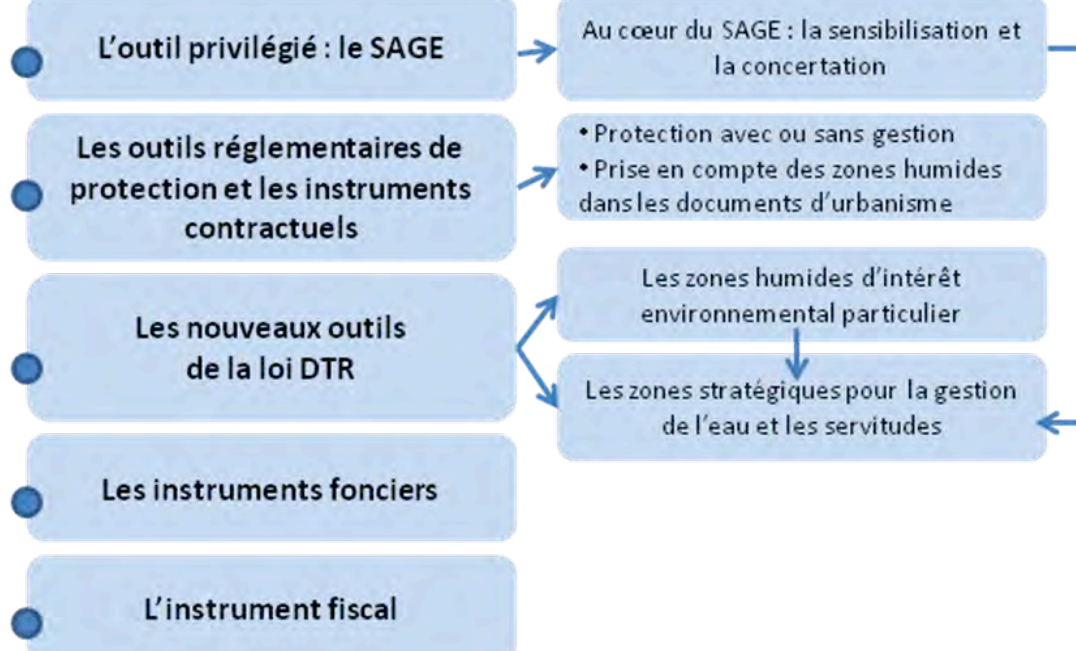 L'outil privilégié : le SAGE
Au cœur du SAGE : la sensibilisation et
la concertation
Les outils réglementaires de
protection et les instruments
contractuels
• Protection avec ou sans gestion
• Prise en compte des zones humides
dans les documents d'urbanisme
Les nouveaux outils
de la loi DTR
Les zones humides d'intérêt
environnemental particulier
Les zones stratégiques pour la gestion
de l'eau et les servitudes
Les instruments fonciers
L'instrument fiscal